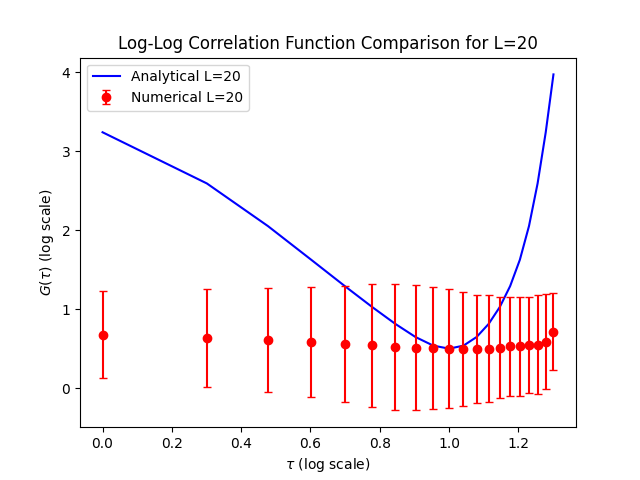 Log-Log Correlation Function Comparison for L=20
Analytical L=20
Numerical L=20
G(τ) (log scale)
4
3
2
1
0
0.0 0.2 0.4 0.6 0.8 1.0 1.2
τ (log scale)